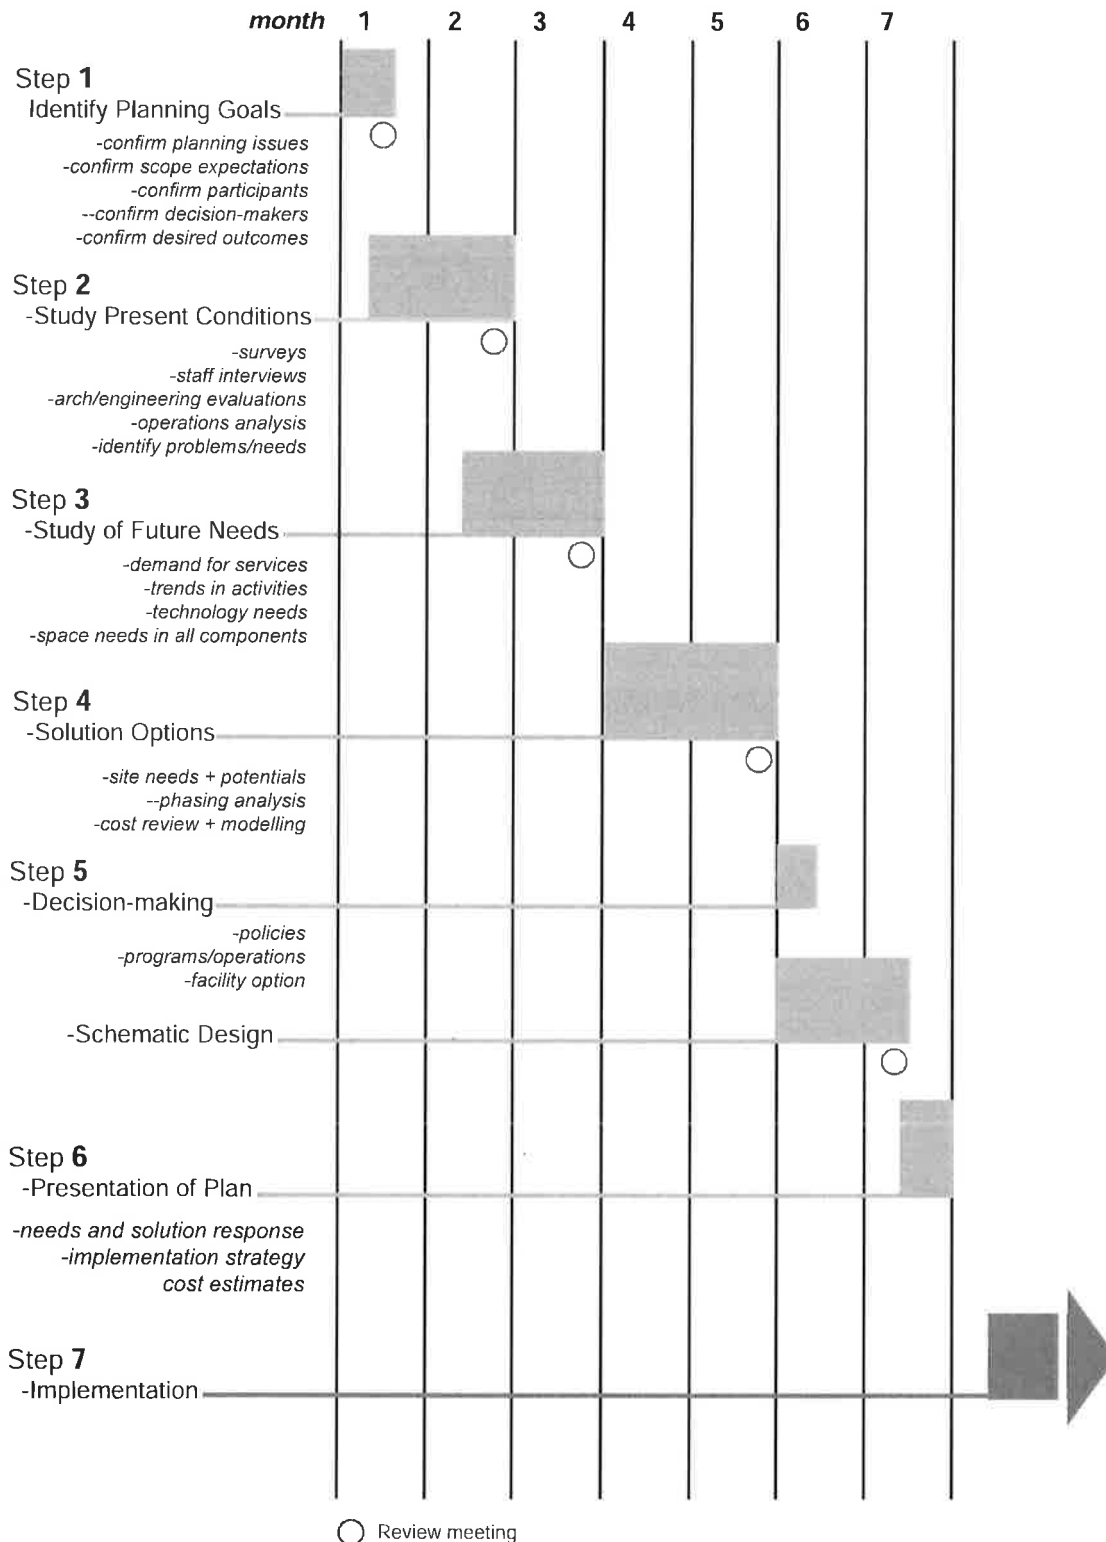 month 1 2 3 4 5 6 7
Step 1
Identify Planning Goals
-confirm planning issues
-confirm scope expectations
-confirm participants
--confirm decision-makers
-confirm desired outcomes
Step 2
-Study Present Conditions
-surveys
-staff interviews
-arch/engineering evaluations
-operations analysis
-identify problems/needs
Step 3
-Study of Future Needs
-demand for services
-trends in activities
-technology needs
-space needs in all components
Step 4
-Solution Options
-site needs + potentials
--phasing analysis
-cost review + modelling
Step 5
-Decision-making
-policies
-programs/operations
-facility option
-Schematic Design
Step 6
-Presentation of Plan
-needs and solution response
-implementation strategy
cost estimates
Step 7
-Implementation
Review meeting